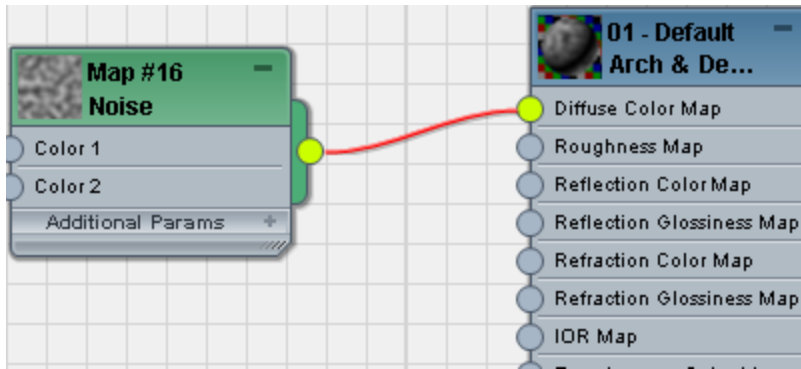 Map #16
Noise
Color 1
Color 2
Additional Params
01 - Default
Arch & De...
Diffuse Color Map
Roughness Map
Reflection Color Map
Reflection Glossiness Map
Refraction Color Map
Refraction Glossiness Map
IOR Map